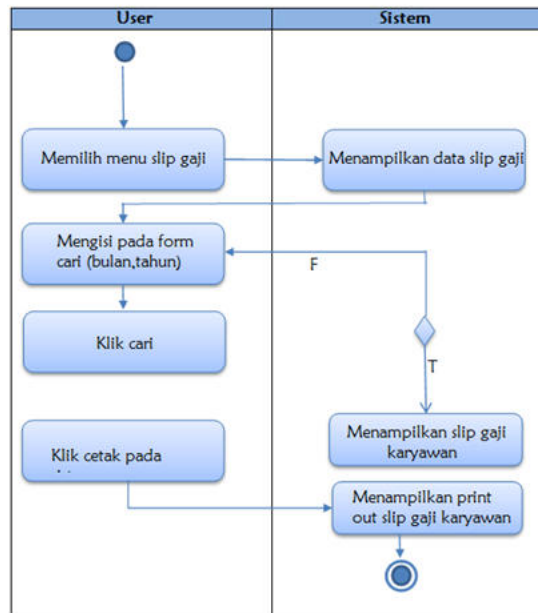 User
Sistem
Memilih menu slip gaji
Menampilkan data slip gaji
Mengisi pada form
cari (bulan,tahun)
F
Klik cari
T
Menampilkan slip gaji
karyawan
Klik cetak pada
Menampilkan print
out slip gaji karyawan